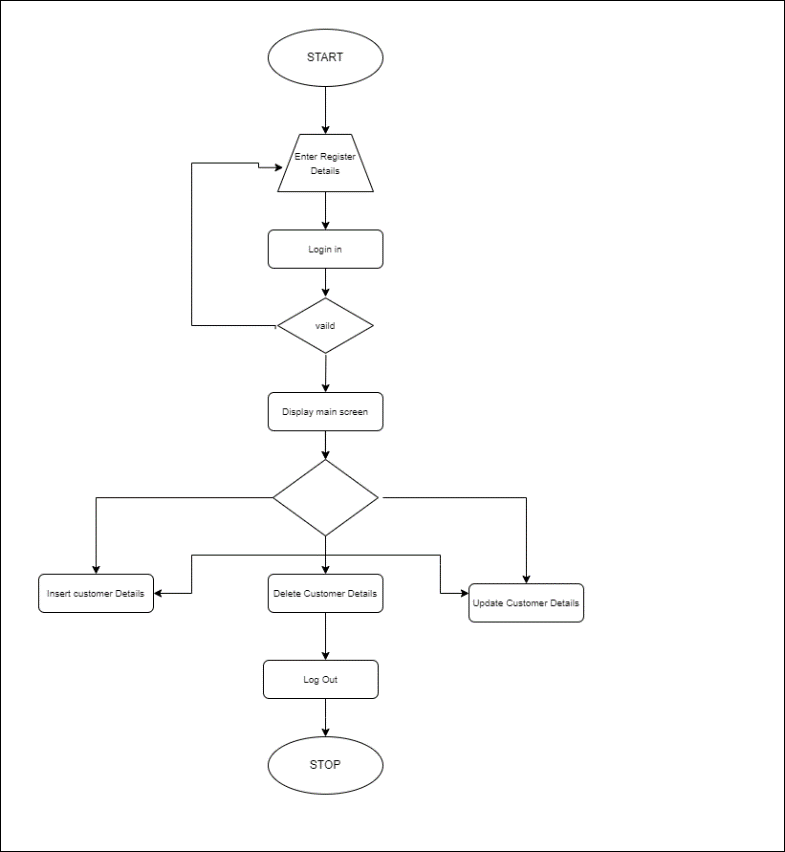 START
Enter Register
Details
Login in
vaild
Display main screen
Insert customer Details
Delete Customer Details
Update Customer Details
Log Out
STOP